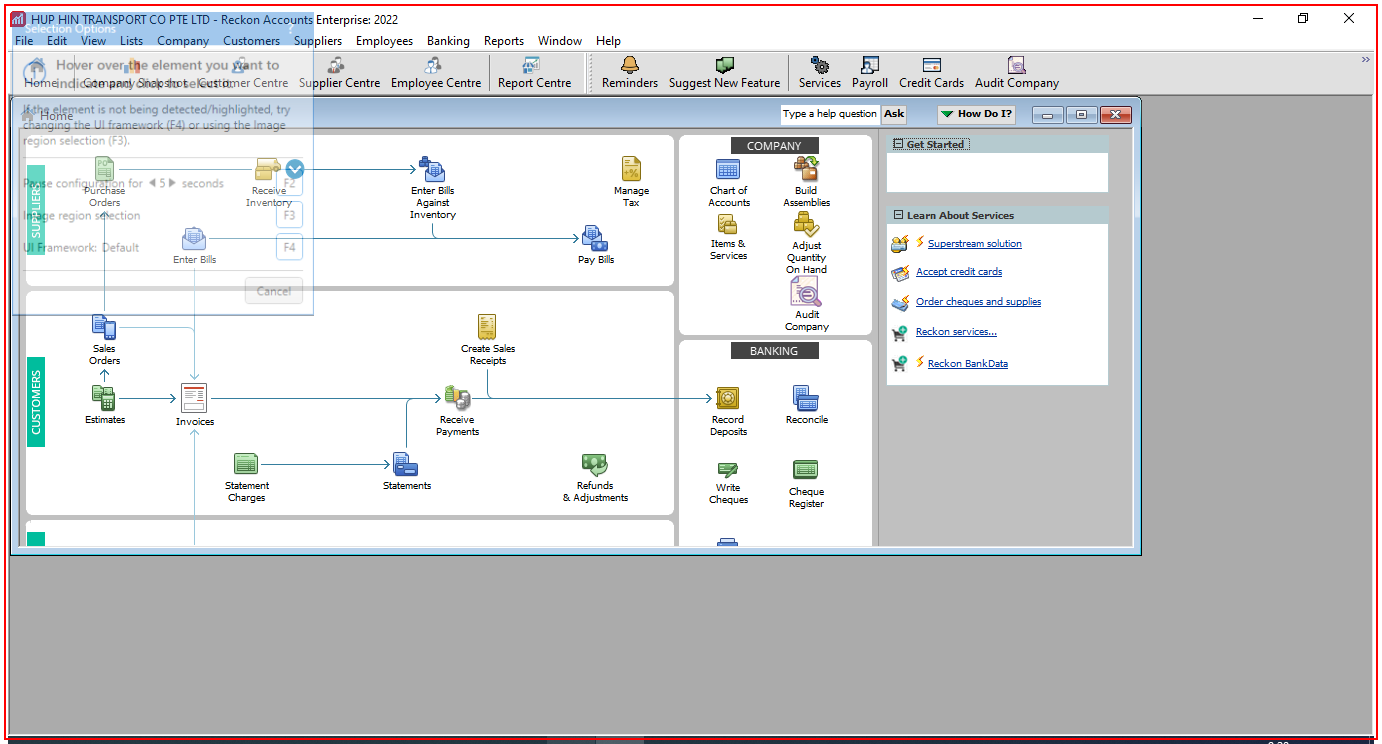 HUP HIN TRANSPORT CO PTE LTD - Reckon Accounts Enterprise: 2022
Selection Options ?
File Edit View Lists Company Customers Suppliers Employees Banking Reports Window Help
Hover over the element you want to
indicate and click to select it.
Home Company Snapshot Customer Centre Supplier Centre Employee Centre Report Centre Reminders Suggest New Feature Services Payroll Credit Cards Audit Company
If the element is not being detected/highlighted, try
changing the UI framework (F4) or using the Image
region selection (F3).
Home
Type a help question Ask How Do I?
Pause configuration for 5 seconds F2
Image region selection F3
UI Framework: Default F4
Cancel
SUPPLIERS
Purchase
Orders
Receive
Inventory
Enter Bills
Against
Inventory
Manage
Tax
Enter Bills
Pay Bills
CUSTOMERS
Sales
Orders
Create Sales
Receipts
Estimates
Invoices
Receive
Payments
Statement
Charges
Statements
Refunds
& Adjustments
COMPANY
Chart of
Accounts
Build
Assemblies
Items &
Services
Adjust
Quantity
On Hand
Audit
Company
BANKING
Record
Deposits
Reconcile
Write
Cheques
Cheque
Register
Get Started
Learn About Services
Superstream solution
Accept credit cards
Order cheques and supplies
Reckon services...
Reckon BankData